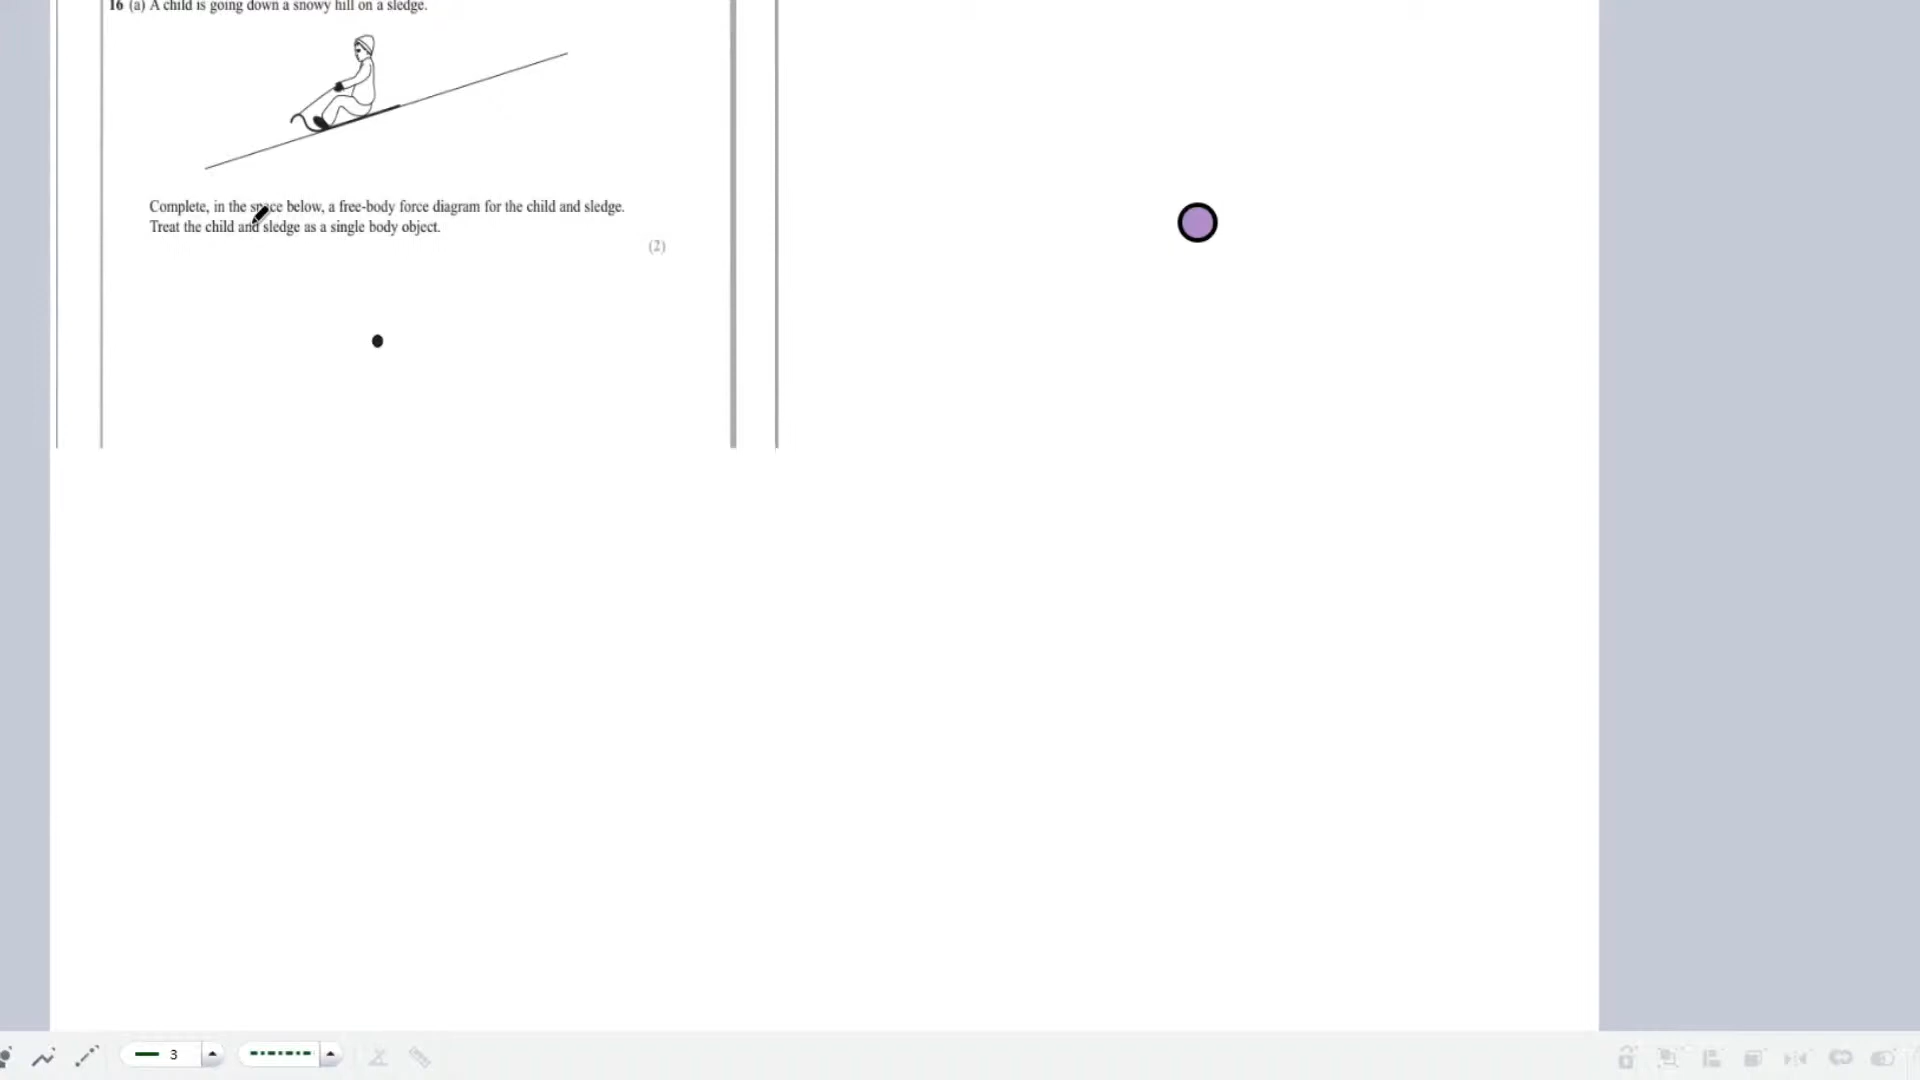 16 (a) A child is going down a snowy hill on a sledge.
Complete, in the space below, a free-body force diagram for the child and sledge.
Treat the child and sledge as a single body object.
(2)
3